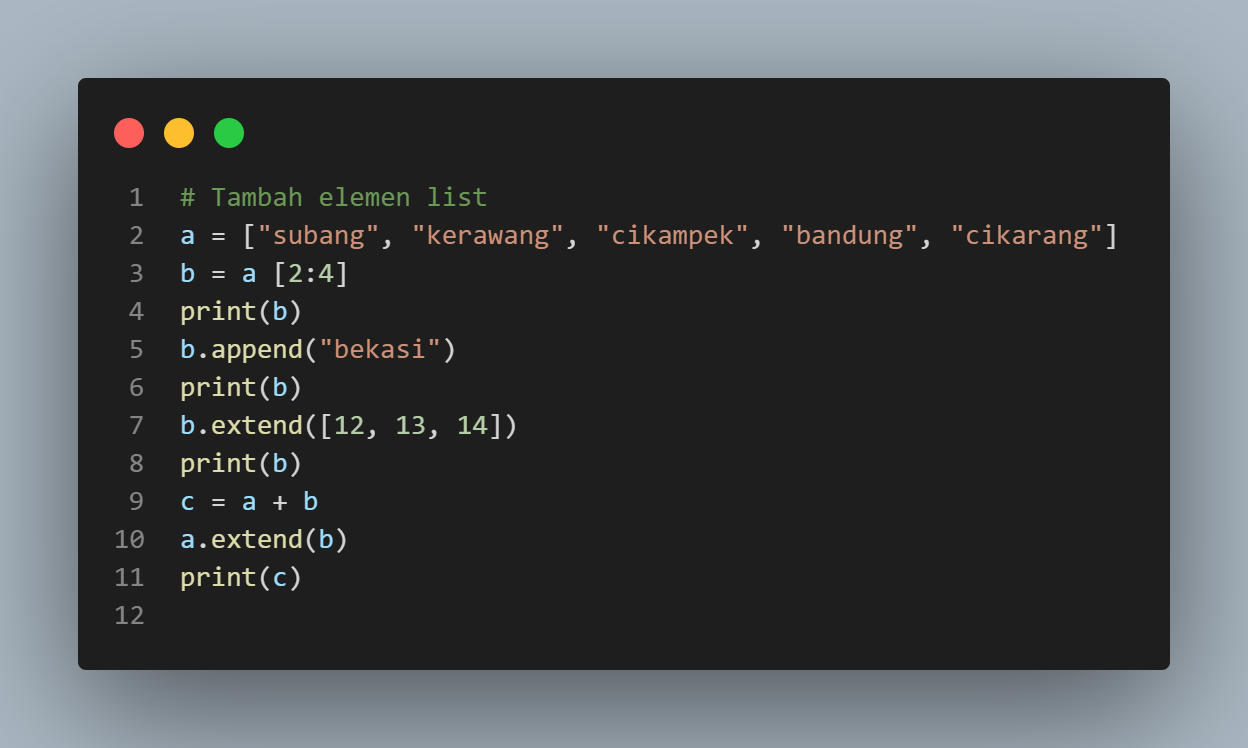 1 # Tambah elemen list
2 a = ["subang", "kerawang", "cikampek", "bandung", "cikarang"]
3 b = a [2:4]
4 print(b)
5 b.append("bekasi")
6 print(b)
7 b.extend([12, 13, 14])
8 print(b)
9 c = a + b
10 a.extend(b)
11 print(c)
12